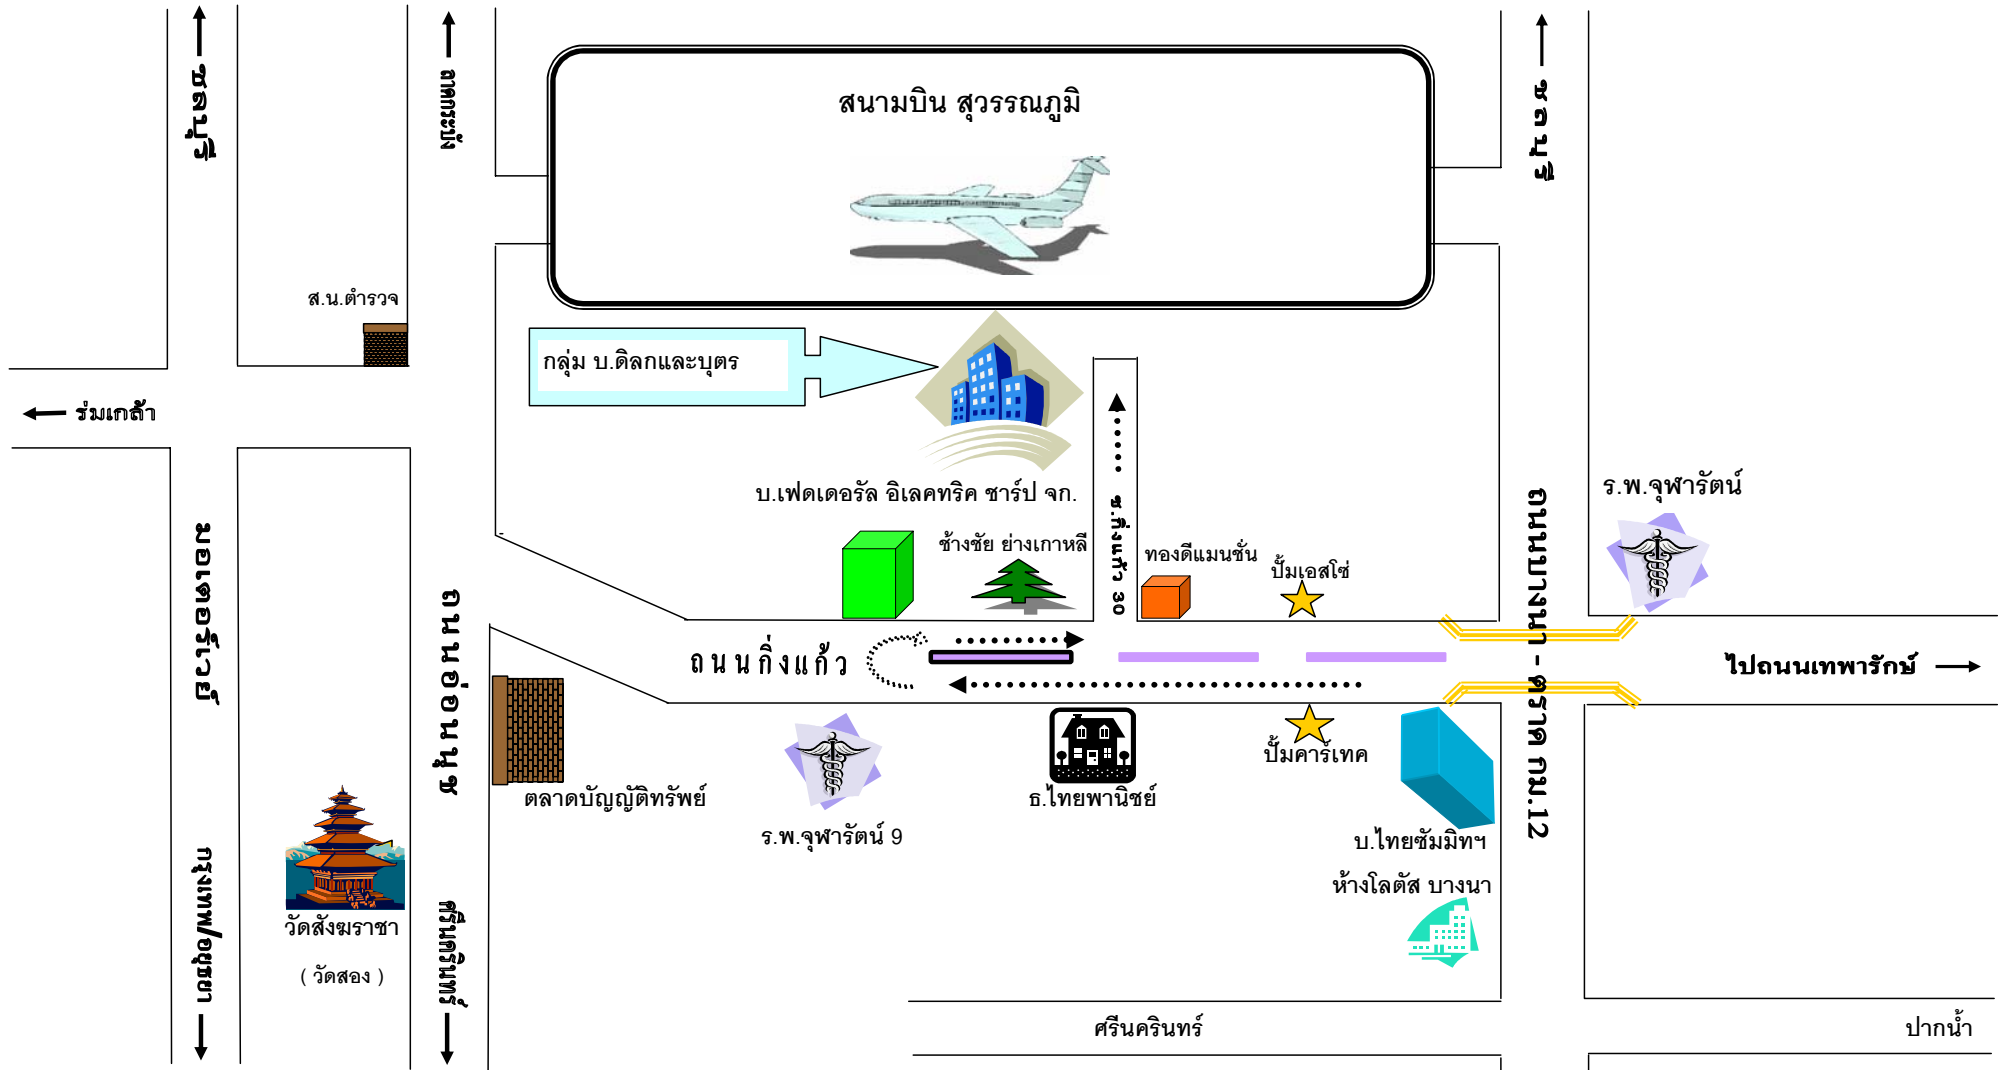 ชลบุรี
ลาดกระบัง
สนามบิน สุวรรณภูมิ
ชลบุรี
ส.น.ตำรวจ
กลุ่ม บ.ดิลกและบุตร
ร่มเกล้า
บ.เฟดเดอรัล อิเลคทริค ชาร์ป จก.
ซ.กิ่งแก้ว 30
ร.พ.จุฬารัตน์
ช้างชัย ย่างเกาหลี
ทองดีแมนชั่น
ปั๊มเอสโซ่
มอเตอร์เวย์
ถนนอ่อนนุช
ถนนกิ่งแก้ว
ถนนบางนา - ตราด กม.12
ไปถนนเทพารักษ์
ตลาดบัญญัติทรัพย์
ร.พ.จุฬารัตน์ 9
ธ.ไทยพานิชย์
ปั๊มคาร์เทค
บ.ไทยซัมมิทฯ
ห้างโลตัส บางนา
กรุงเทพ/อยุธยา
วัดสังฆราชา
( วัดสอง )
ศรีนครินทร์
ศรีนครินทร์
ปากน้ำ